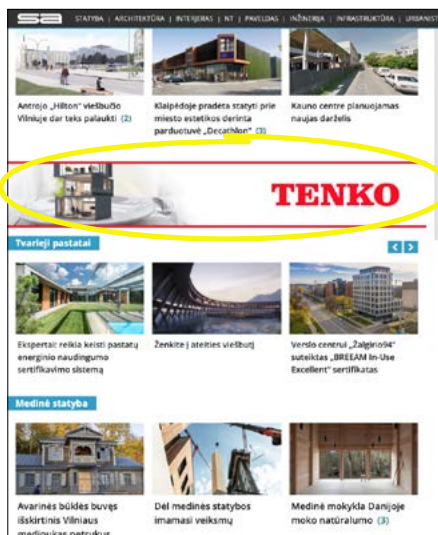 sa STATYBA | ARCHITEKTŪRA | INTERJERAS | NT | PAVELDAS | INŽINERIJA | INFRASTRUKTŪRA | URBANIST
Antrojo „Hilton“ viešbučio
Vilniuje dar teks palaukti (2)
Klaipėdoje pradėta statyti prie
miesto estetikos derinta
parduotuvė „Decathlon“ (3)
Kauno centre planuojamas
naujas darželis
TENKO
Tvarieji pastatai
Ekspertai: reikia keisti pastatų
energinio naudingumo
sertifikavimo sistemą
Ženkite į ateities viešbutį
Verslo centrui „Žalgirio94“
suteiktas „BREEAM In-Use
Excellent“ sertifikatas
Medinė statyba
Avarinės būklės buvęs
išskirtinis Vilniaus
medinukas netrukus
Dėl medinės statybos
imamasi veiksmų
Medinė mokykla Danijoje
moko natūralumo (3)